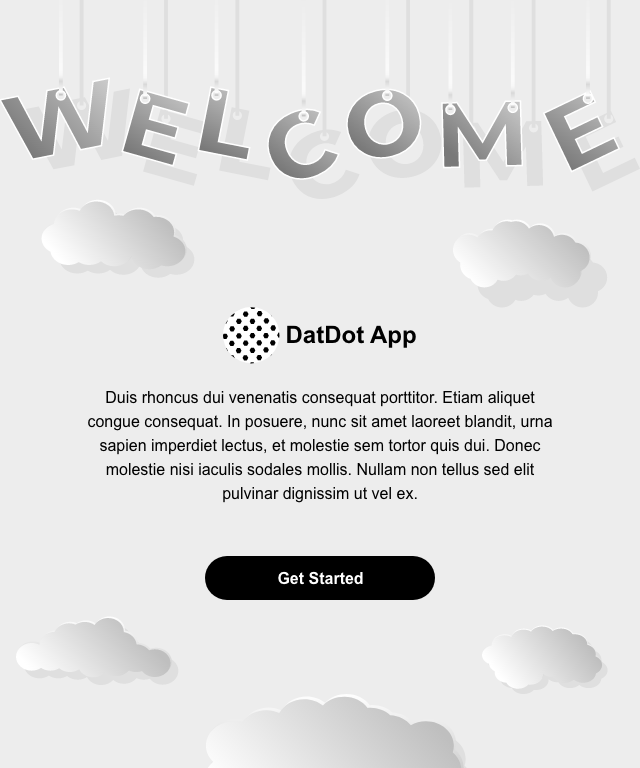 WELCOME
DatDot App
Duis rhoncus dui venenatis consequat porttitor. Etiam aliquet
congue consequat. In posuere, nunc sit amet laoreet blandit, urna
sapien imperdiet lectus, et molestie sem tortor quis dui. Donec
molestie nisi iaculis sodales mollis. Nullam non tellus sed elit
pulvinar dignissim ut vel ex.
Get Started